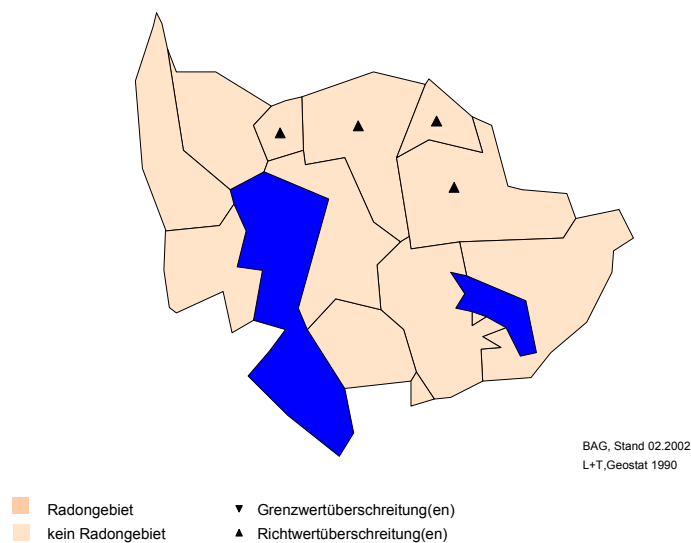 BAG, Stand 02.2002
L+T,Geostat 1990
Radongebiet
kein Radongebiet
Grenzwertüberschreitung(en)
Richtwertüberschreitung(en)